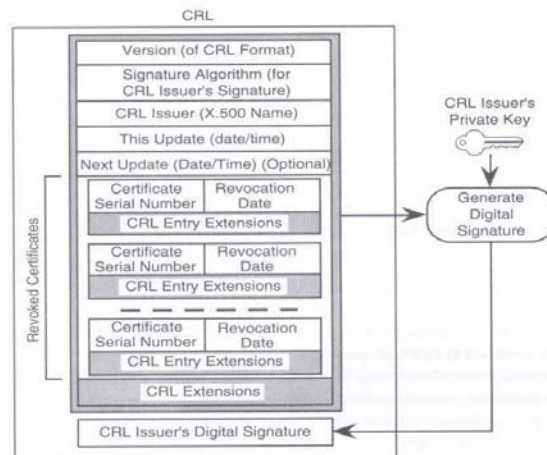 CRL
Version (of CRL Format)
Signature Algorithm (for
CRL Issuer's Signature)
CRL Issuer (X.500 Name)
This Update (date/time)
Next Update (Date/Time) (Optional)
Revoked Certificates
Certificate
Serial Number
Revocation
Date
CRL Entry Extensions
Certificate
Serial Number
Revocation
Date
CRL Entry Extensions
Certificate
Serial Number
Revocation
Date
CRL Entry Extensions
CRL Extensions
CRL Issuer's Digital Signature
CRL Issuer's
Private Key
Generate
Digital
Signature